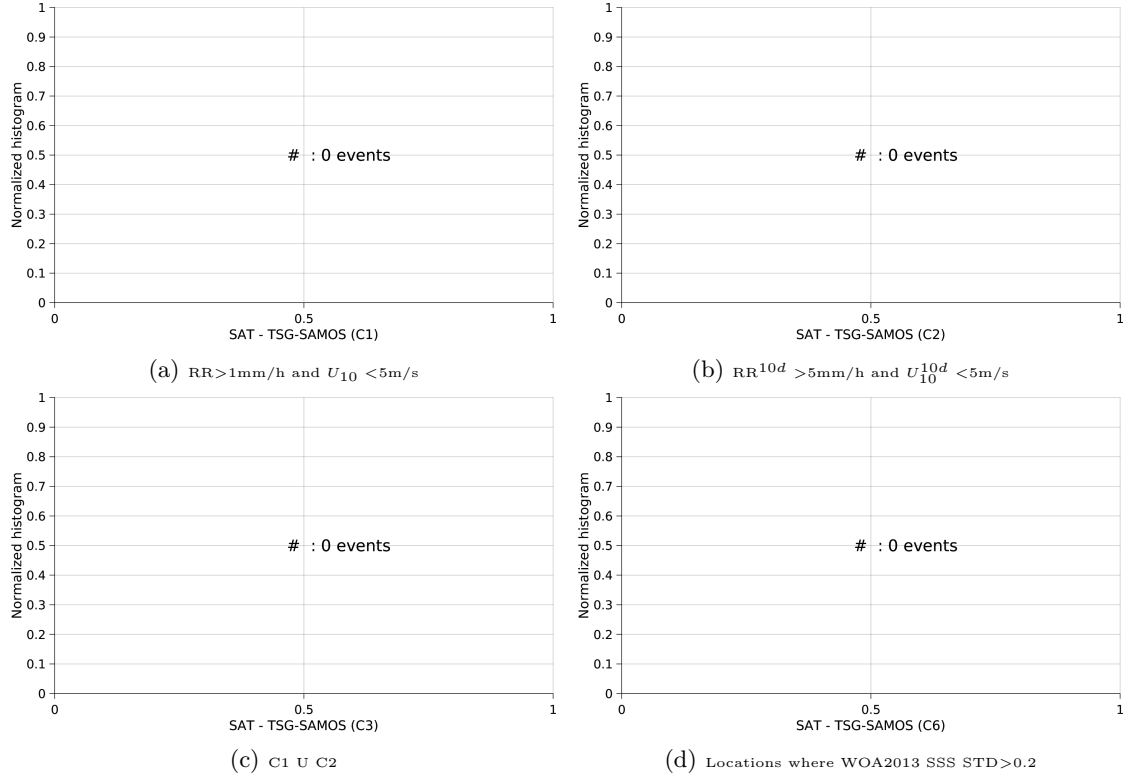 1
0.9
0.8
0.7
0.6
0.5
0.4
0.3
0.2
0.1
0
Normalized histogram
# : 0 events
0 0.5 1
SAT - TSG-SAMOS (C1)
(a) RR>1mm/h and U10 <5m/s
1
0.9
0.8
0.7
0.6
0.5
0.4
0.3
0.2
0.1
0
Normalized histogram
# : 0 events
0 0.5 1
SAT - TSG-SAMOS (C2)
(b) RR10d >5mm/h and U10d10 <5m/s
1
0.9
0.8
0.7
0.6
0.5
0.4
0.3
0.2
0.1
0
Normalized histogram
# : 0 events
0 0.5 1
SAT - TSG-SAMOS (C3)
(c) C1 U C2
1
0.9
0.8
0.7
0.6
0.5
0.4
0.3
0.2
0.1
0
Normalized histogram
# : 0 events
0 0.5 1
SAT - TSG-SAMOS (C6)
(d) Locations where WOA2013 SSS STD>0.2